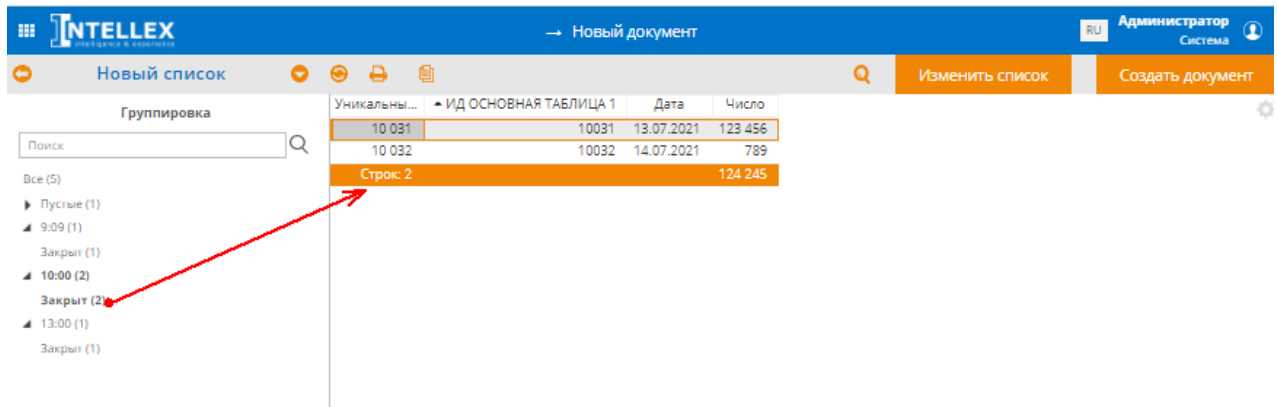 INTELLEX
intelligence & experience
→ Новый документ
RU
Администратор
Система
Новый список
Изменить список
Создать документ
Группировка
Поиск
Все (5)
Пустые (1)
9:09 (1)
Закрыт (1)
10:00 (2)
Закрыт (2)
13:00 (1)
Закрыт (1)
Уникальны... ИД ОСНОВНАЯ ТАБЛИЦА 1 Дата Число
10 031 10031 13.07.2021 123 456
10 032 10032 14.07.2021 789
Строк: 2 124 245